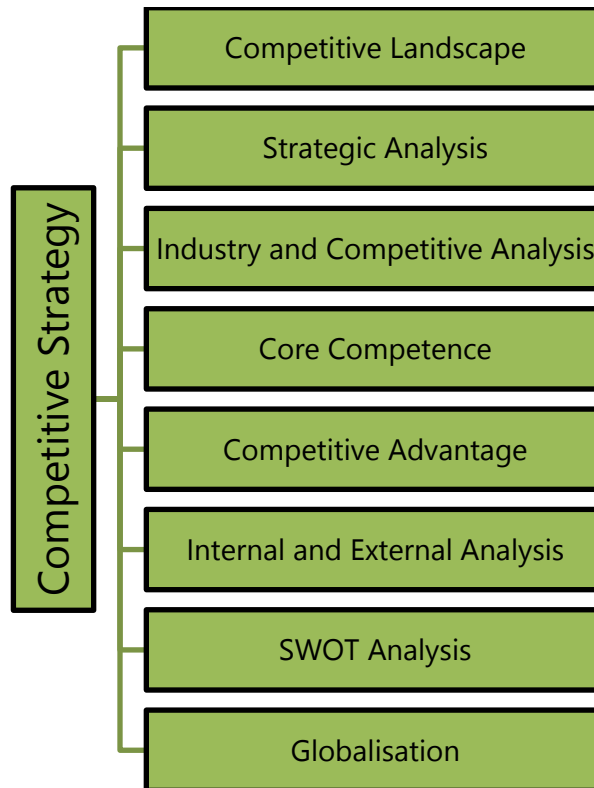 Competitive Strategy
Competitive Landscape
Strategic Analysis
Industry and Competitive Analysis
Core Competence
Competitive Advantage
Internal and External Analysis
SWOT Analysis
Globalisation